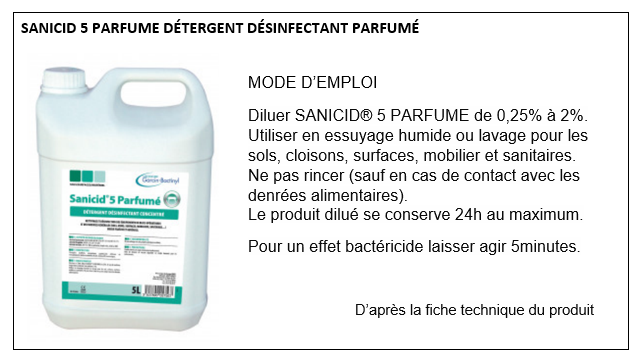 SANICID 5 PARFUME DÉTERGENT DÉSINFECTANT PARFUMÉ
MODE D'EMPLOI
Diluer SANICID® 5 PARFUME de 0,25% à 2%.
Utiliser en essuyage humide ou lavage pour les
sols, cloisons, surfaces, mobilier et sanitaires.
Ne pas rincer (sauf en cas de contact avec les
denrées alimentaires).
Le produit dilué se conserve 24h au maximum.
Pour un effet bactéricide laisser agir 5minutes.
D'après la fiche technique du produit
Sanicid® 5 Parfumé
DÉTERGENT DÉSINFECTANT CONCENTRÉ
5L